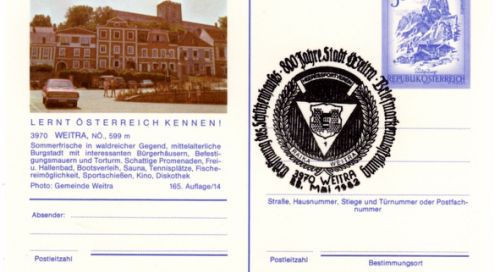 LERNT ÖSTERREICH KENNEN!
3970 WEITRA, NÖ., 599 m
Sommerfrische in waldreicher Gegend, mittelalterliche
Burgstadt mit interessanten Bürgerhäusern, Befesti-
gungsmauern und Torturm. Schattige Promenaden, Frei-
u. Hallenbad, Bootsverleih, Sauna, Tennisplätze, Fische-
reimöglichkeit, Sportschießen, Kino, Diskothek
Photo: Gemeinde Weitra 165. Auflage/14
Absender:
Postleitzahl
REPUBLIK ÖSTERREICH
800 Jahre Stadt Weitra
WEITRA
3970 WEITRA
28. MAI 1982
Straße, Hausnummer, Stiege und Türnummer oder Postfach-
nummer
Postleitzahl Bestimmungsort